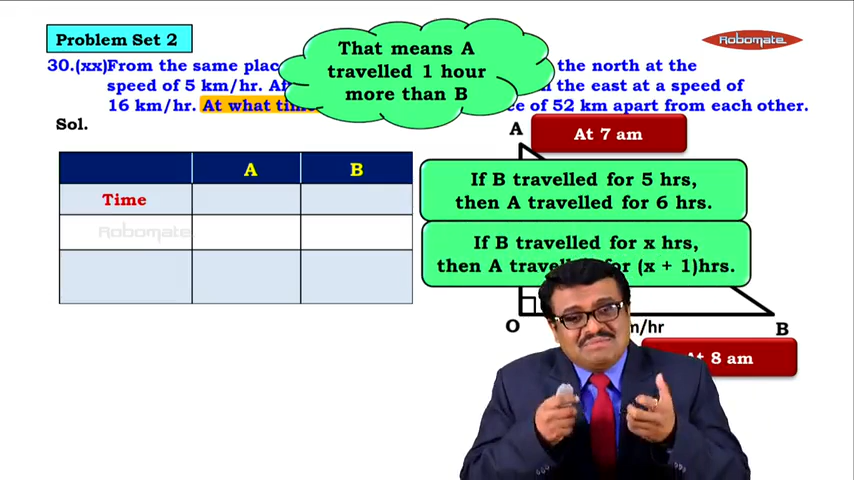 Problem Set 2
Robomate
That means A
travelled 1 hour
more than B
30.(xx)From the same plac the north at the
speed of 5 km/hr. Af the east at a speed of
16 km/hr. At what tim ce of 52 km apart from each other.
Sol.
A
At 7 am
A B
Time
Robomate
If B travelled for 5 hrs,
then A travelled for 6 hrs.
If B travelled for x hrs,
then A travelled for (x + 1)hrs.
O m/hr B
At 8 am